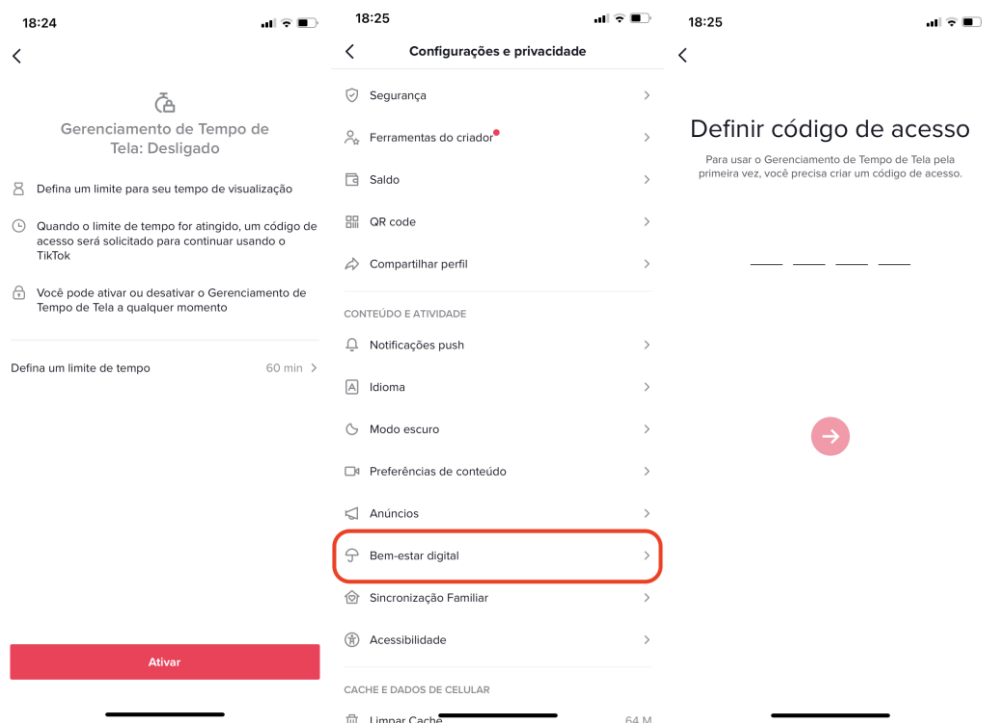 18:24
Gerenciamento de Tempo de
Tela: Desligado
Defina um limite para seu tempo de visualização
Quando o limite de tempo for atingido, um código de
acesso será solicitado para continuar usando o
TikTok
Você pode ativar ou desativar o Gerenciamento de
Tempo de Tela a qualquer momento
Defina um limite de tempo 60 min
Ativar
18:25
Configurações e privacidade
Segurança
Ferramentas do criador
Saldo
QR code
Compartilhar perfil
CONTEÚDO E ATIVIDADE
Notificações push
Idioma
Modo escuro
Preferências de conteúdo
Anúncios
Bem-estar digital
Sincronização Familiar
Acessibilidade
CACHE E DADOS DE CELULAR
Limpar Cache 64 M
18:25
Definir código de acesso
Para usar o Gerenciamento de Tempo de Tela pela
primeira vez, você precisa criar um código de acesso.